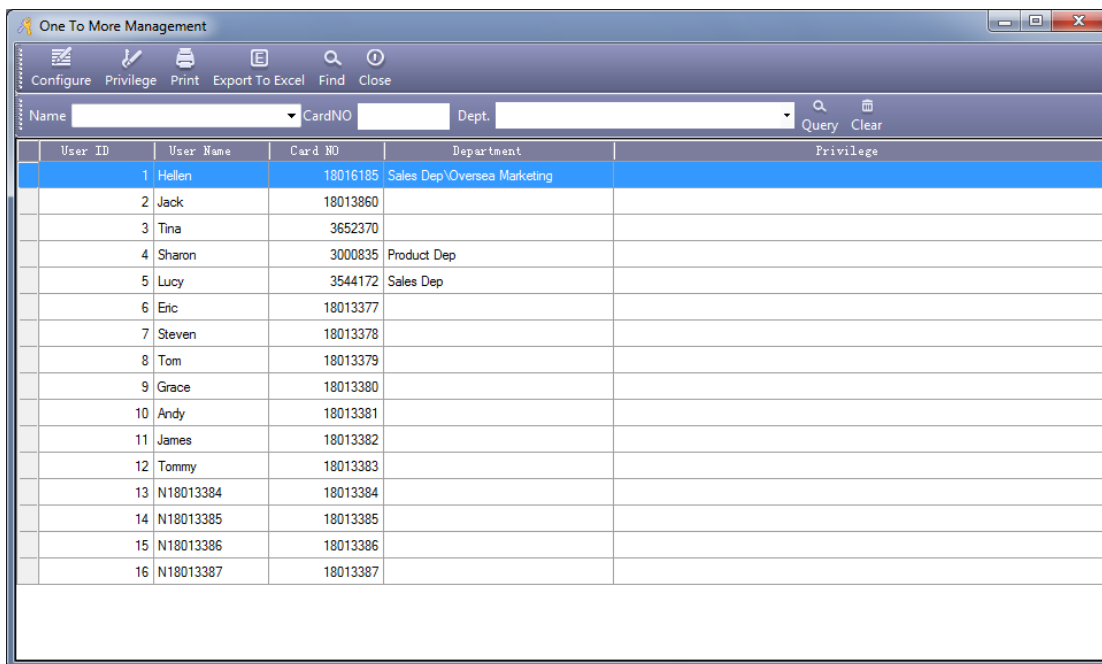 One To More Management
Configure Privilege Print Export To Excel Find Close
Name CardNO Dept. Query Clear
User ID User Name Card NO Department Privilege
1 Hellen 18016185 Sales Dep\Oversea Marketing
2 Jack 18013860
3 Tina 3652370
4 Sharon 3000835 Product Dep
5 Lucy 3544172 Sales Dep
6 Eric 18013377
7 Steven 18013378
8 Tom 18013379
9 Grace 18013380
10 Andy 18013381
11 James 18013382
12 Tommy 18013383
13 N18013384 18013384
14 N18013385 18013385
15 N18013386 18013386
16 N18013387 18013387